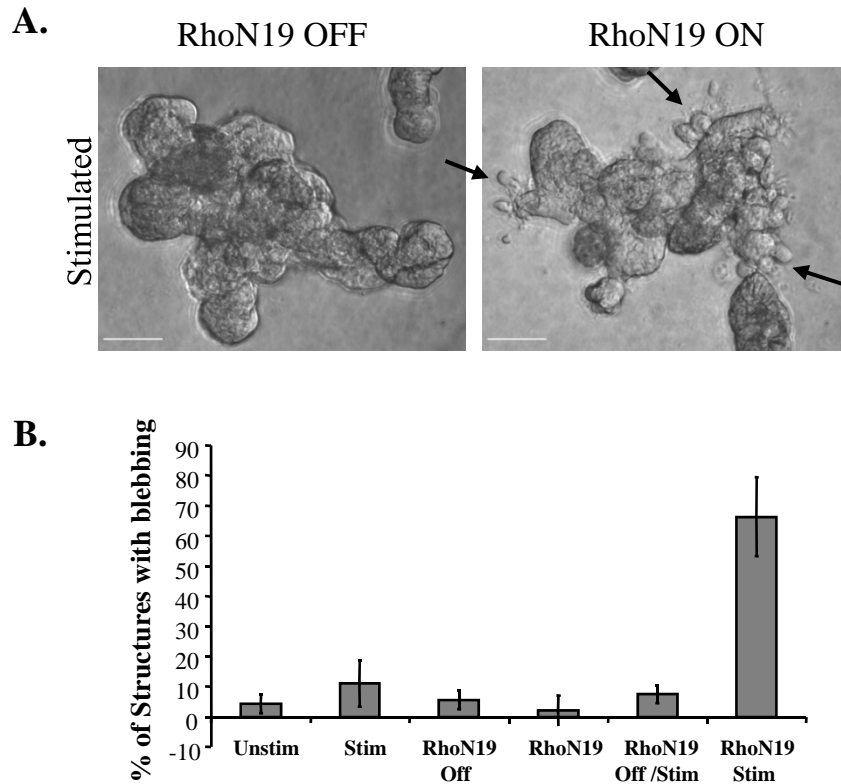 A.
RhoN19 OFF
RhoN19 ON
Stimulated
B.
% of Structures with blebbing
90
80
70
60
50
40
30
20
10
0
-10
Unstim
Stim
RhoN19
Off
RhoN19
RhoN19
Off /Stim
RhoN19
Stim